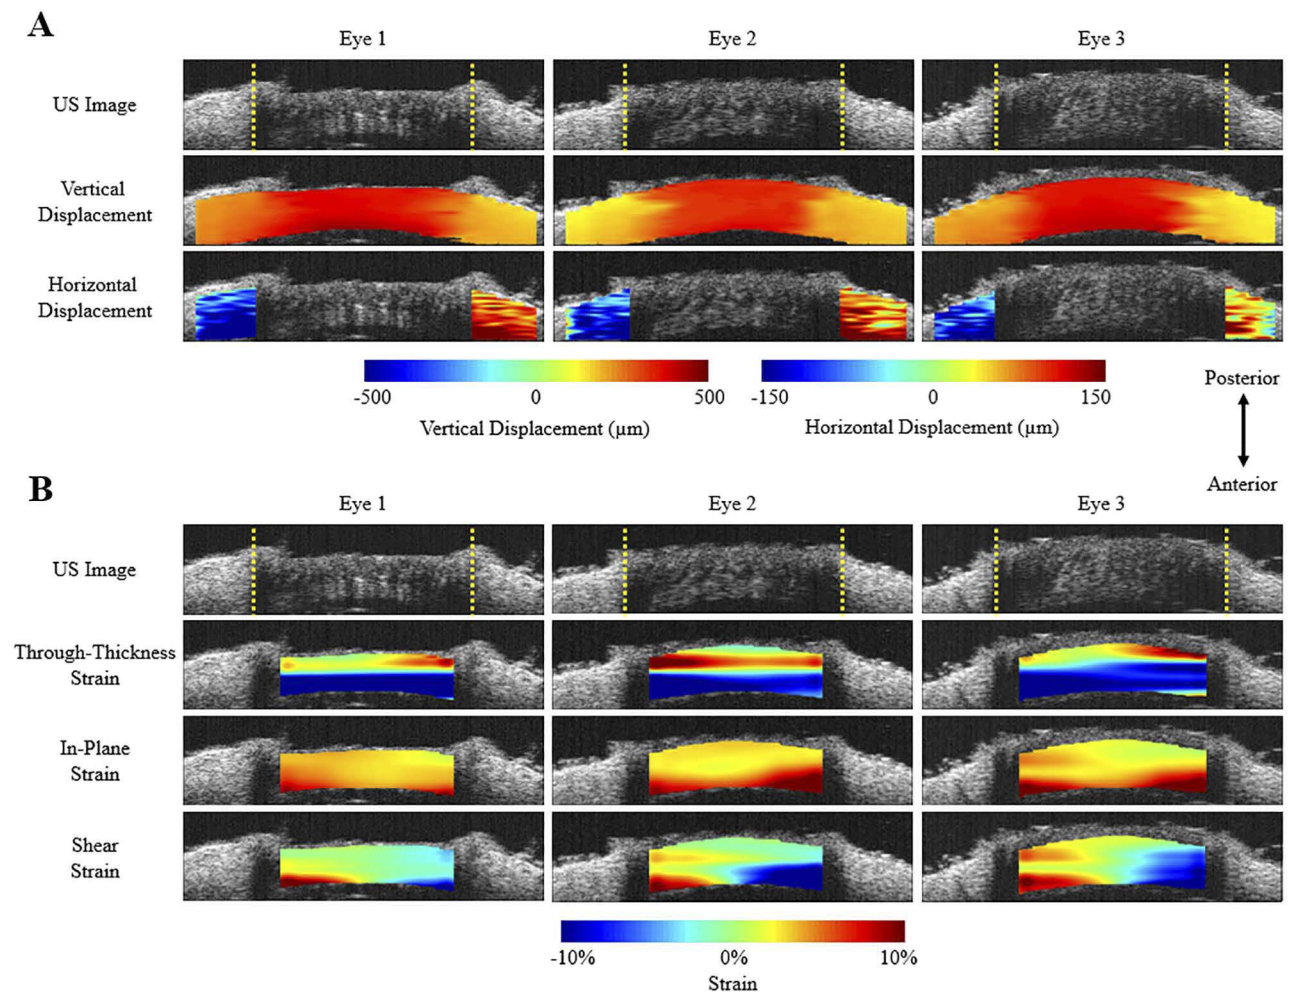 A
Eye 1
Eye 2
Eye 3
US Image
Vertical
Displacement
Horizontal
Displacement
-500
0
500
Vertical Displacement (µm)
-150
0
150
Horizontal Displacement (µm)
Posterior
Anterior
B
Eye 1
Eye 2
Eye 3
US Image
Through-Thickness
Strain
In-Plane
Strain
Shear
Strain
-10%
0%
10%
Strain